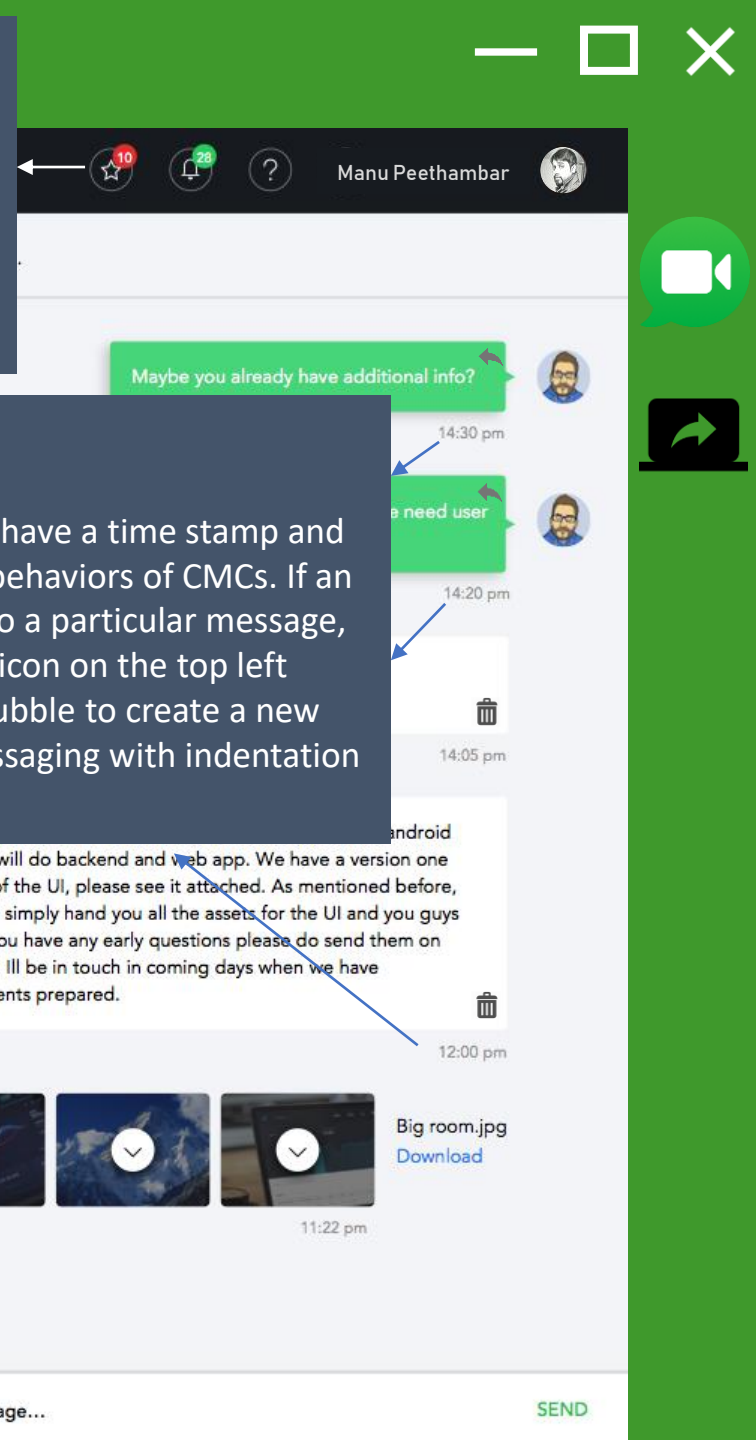 10
28
?
Manu Peethambar
.
Maybe you already have additional info?
14:30 pm
need user
14:20 pm
have a time stamp and
behaviors of CMCs. If an
to a particular message,
icon on the top left
bubble to create a new
messaging with indentation
14:05 pm
android
will do backend and web app. We have a version one
of the UI, please see it attached. As mentioned before,
simply hand you all the assets for the UI and you guys
you have any early questions please do send them on
Ill be in touch in coming days when we have
ents prepared.
12:00 pm
Big room.jpg
Download
11:22 pm
age...
SEND